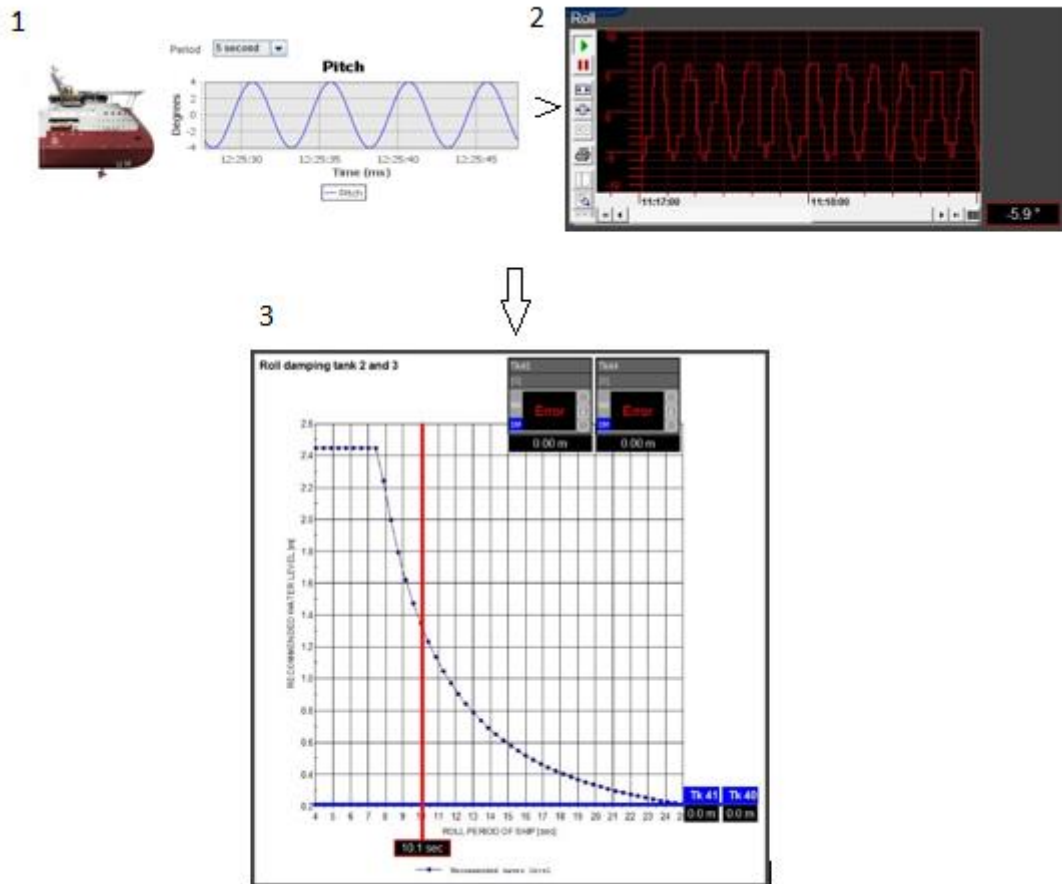 1
Period 5 second
Pitch
Degrees
4
2
0
-2
-4
12:25:30 12:25:35 12:25:40 12:25:45
Time (ms)
Pitch
>
2
Roll
11:17:00 11:18:00
-5.9 °
3
Roll damping tank 2 and 3
Error Error
0.00 m 0.00 m
RECOMMENDED WATER LEVEL [m]
2.6
2.4
2.2
2.0
1.8
1.6
1.4
1.2
1.0
0.8
0.6
0.4
0.2
4 5 6 7 8 9 10 11 12 13 14 15 16 17 18 19 20 21 22 23 24
ROLL PERIOD OF SHIP [sec]
10.1 sec
Tk 41 Tk 40
0.0 m 0.0 m
Recommended water level